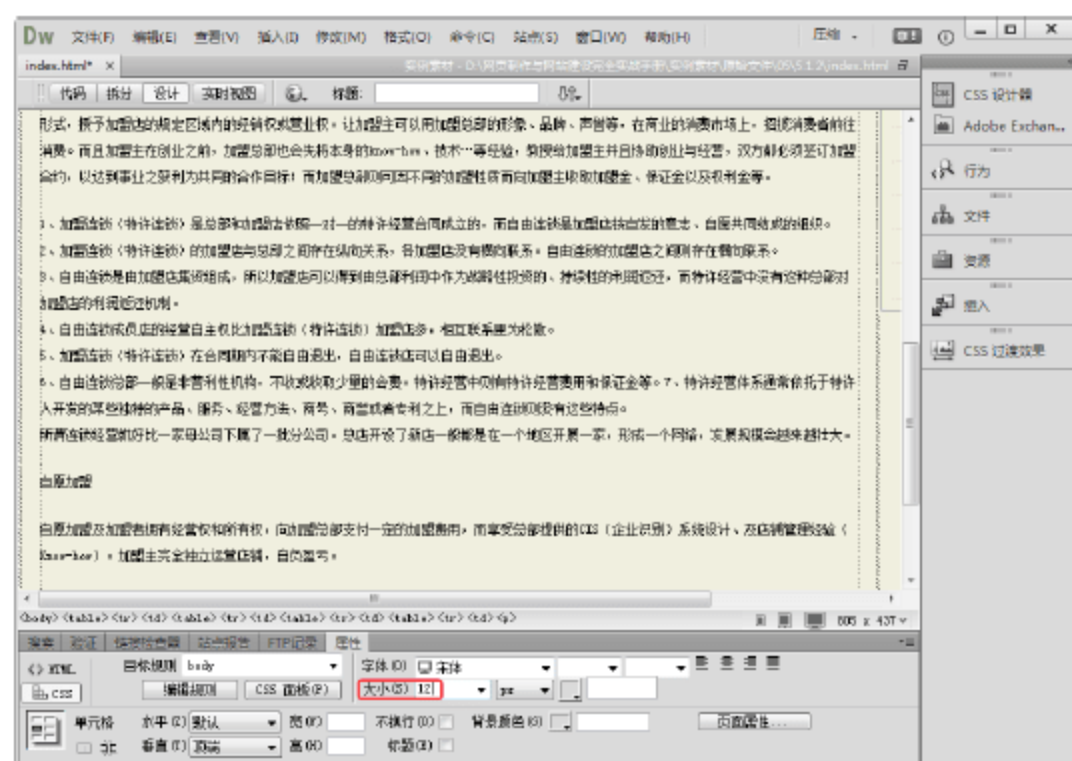 Dw 文件(F) 编辑(E) 查看(V) 插入(I) 修改(M) 格式(O) 命令(C) 站点(S) 窗口(W) 帮助(H) 压缩
index.html* ×
代码 拆分 设计 实时视图 标题:
形式，授予加盟店的规定区域内的经销权或营业权。让加盟主可以用加盟总部的形象、品牌、声誉等，在商业的消费市场上，招揽消费者前往
消费。而且加盟主在创业之前，加盟总部也会先将本身的know-how、技术…等经验，教授给加盟主并且协助创业与经营，双方都必须签订加盟
合约，以达到事业之获利为共同的合作目标；而加盟总部则可因不同的加盟性质而向加盟主收取加盟金、保证金以及权利金等。
1、加盟连锁（特许连锁）是总部和加盟店依照一对一的特许经营合同成立的，而自由连锁是加盟店按自发的意志、自愿共同结成的组织。
2、加盟连锁（特许连锁）的加盟店与总部之间存在纵向关系，各加盟店没有横向联系。自由连锁的加盟店之间则存在横向联系。
3、自由连锁是由加盟店集资组成，所以加盟店可以得到由总部利润中作为战略性投资的、持续性的利润返还，而特许经营中没有这种总部对
加盟店的利润返还机制。
4、自由连锁成员店的经营自主权比加盟连锁（特许连锁）加盟店多，相互联系更为松散。
5、加盟连锁（特许连锁）在合同期内不能自由退出，自由连锁店可以自由退出。
6、自由连锁总部一般是非营利性机构，不收或收取少量的会费，特许经营中则有特许经营费用和保证金等。7、特许经营体系通常依托于特许
人开发的某些独特的产品、服务、经营方法、商号、商誉或者专利之上，而自由连锁则没有这些特点。
所谓连锁经营就好比一家母公司下属了一批分公司。总店开设了新店一般都是在一个地区开展一家，形成一个网络，发展规模会越来越壮大。
自愿加盟
自愿加盟及加盟者拥有经营权和所有权，向加盟总部支付一定的加盟费用，而享受总部提供的CIS（企业识别）系统设计、及店铺管理经验（
Know-how）。加盟主完全独立运营店铺，自负盈亏。
<body> <table> <tr> <td> <table> <tr> <td> <table> <tr> <td> <table> <tr> <td> <p> 605 x 437
搜索 验证 链接检查器 站点报告 FTP记录 属性
<> HTML 目标规则 body 字体(O) 宋体
CSS 编辑规则 CSS 面板(P) 大小(S) 12 px
单元格 水平(Z) 默认 宽(W) 不换行(O) 背景颜色(G) 页面属性...
垂直(T) 顶端 高(H) 标题(E)
CSS 设计器
Adobe Exchan...
行为
文件
资源
插入
CSS 过渡效果